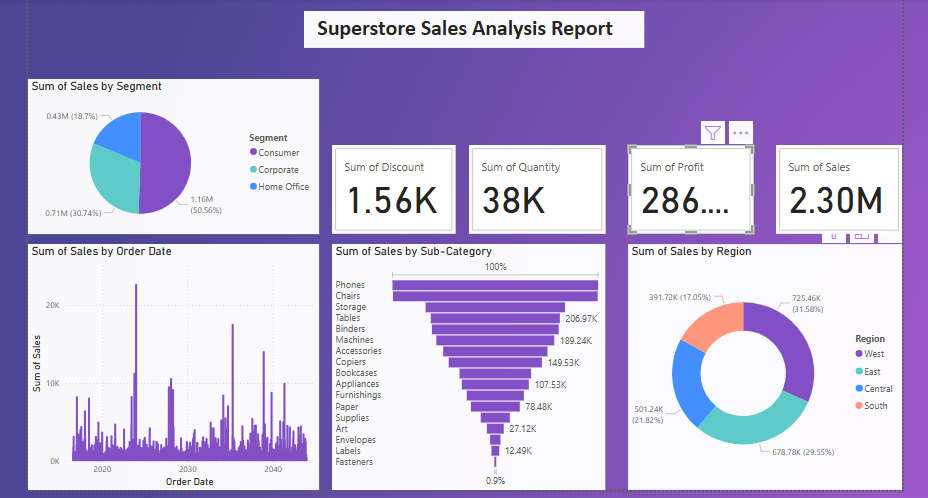 Superstore Sales Analysis Report
Sum of Sales by Segment
0.43M (18.7%)
0.71M (30.74%)
1.16M
(50.56%)
Segment
Consumer
Corporate
Home Office
Sum of Discount
1.56K
Sum of Quantity
38K
Sum of Profit
286....
Sum of Sales
2.30M
Sum of Sales by Order Date
Sum of Sales
20K
10K
0K
2020
2030
2040
Order Date
Sum of Sales by Sub-Category
100%
Phones
Chairs
Storage
Tables
206.97K
Binders
Machines
189.24K
Accessories
Copiers
149.53K
Bookcases
Appliances
107.53K
Furnishings
Paper
78.48K
Supplies
Art
27.12K
Envelopes
Labels
12.49K
Fasteners
0.9%
Sum of Sales by Region
391.72K (17.05%)
725.46K
(31.58%)
501.24K
(21.82%)
678.78K (29.55%)
Region
West
East
Central
South